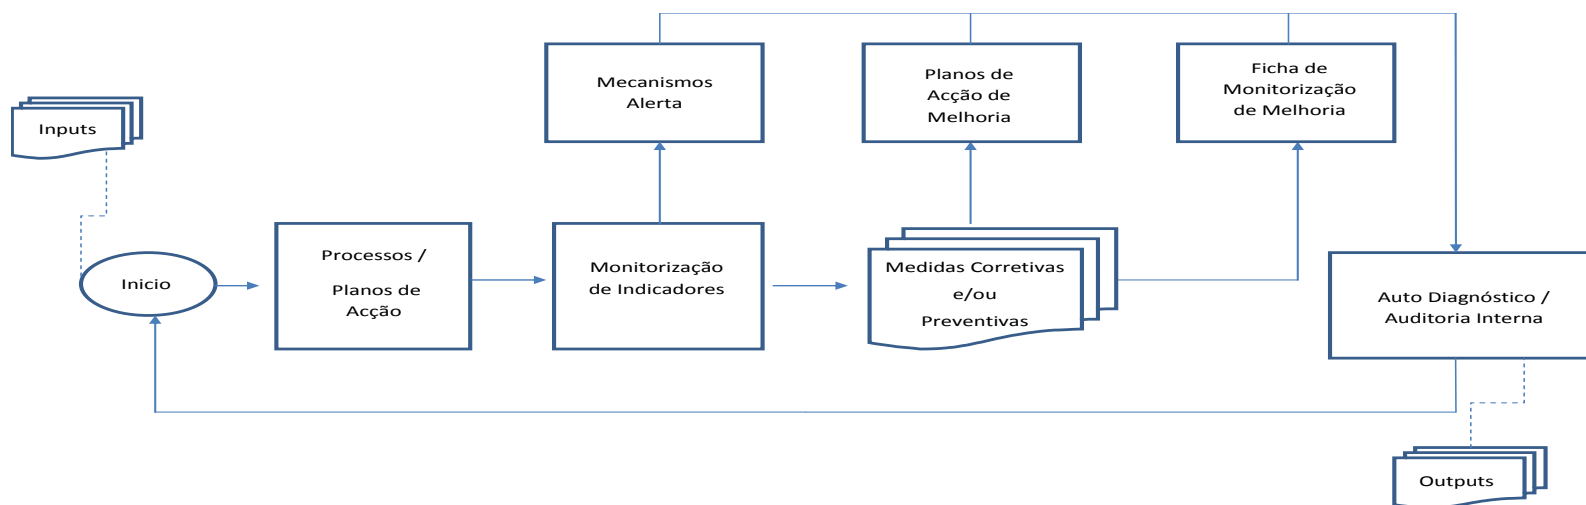 Mecanismos
Alerta
Planos de
Acção de
Melhoria
Ficha de
Monitorização
de Melhoria
Inputs
Inicio
Processos /
Planos de
Acção
Monitorização
de Indicadores
Medidas Corretivas
e/ou
Preventivas
Auto Diagnóstico /
Auditoria Interna
Outputs